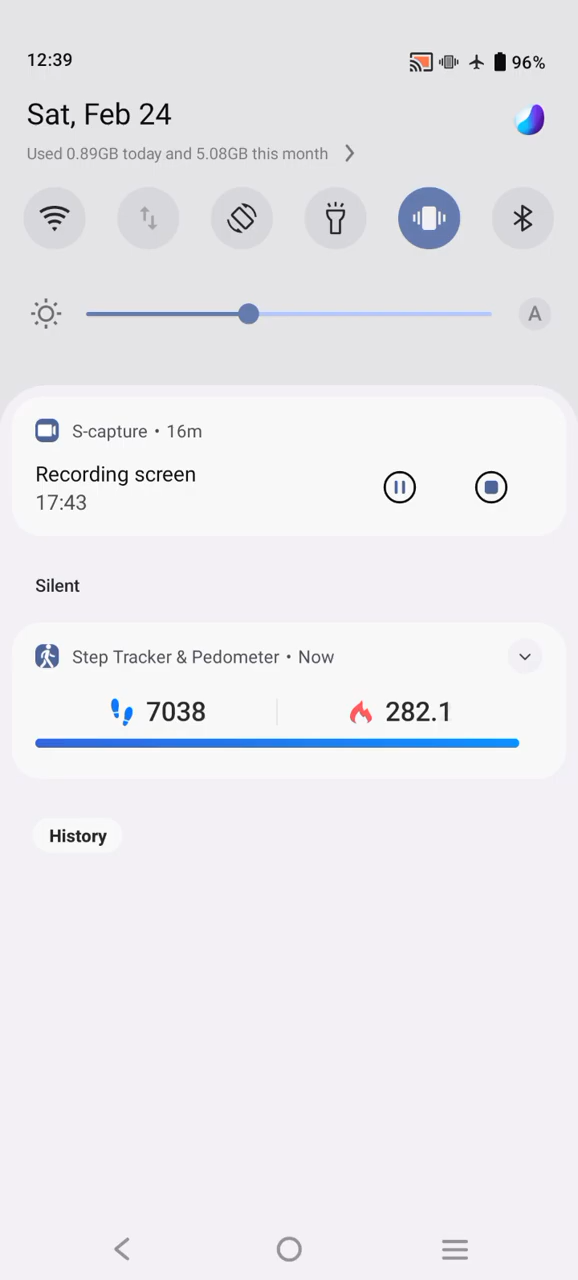 12:39
96%
Sat, Feb 24
Used 0.89GB today and 5.08GB this month
A
S-capture • 16m
Recording screen
17:43
Silent
Step Tracker & Pedometer • Now
7038
282.1
History